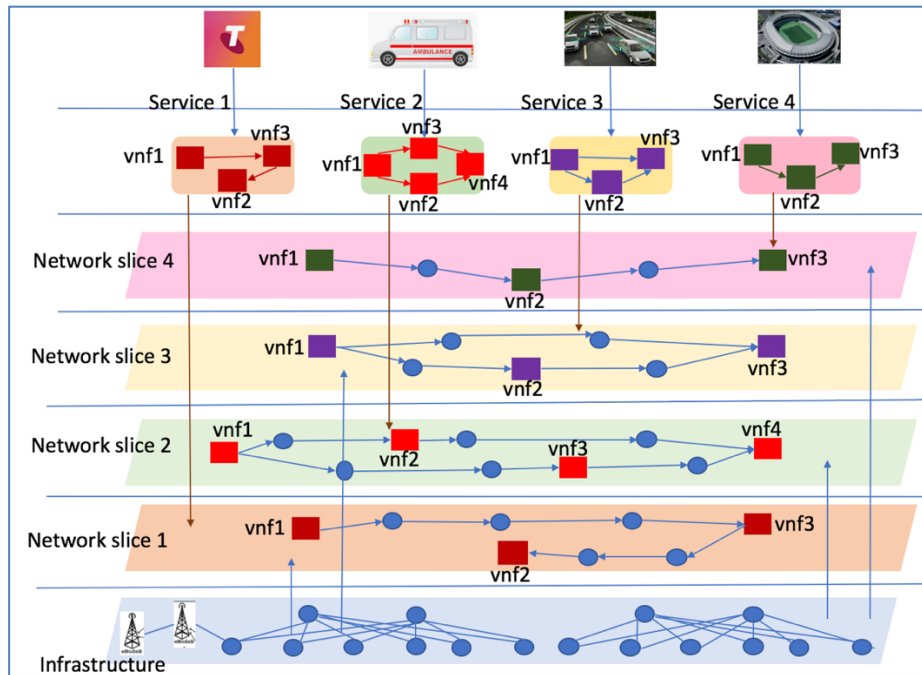 T
AMBULANCE
Service 1
Service 2
Service 3
Service 4
vnf1
vnf3
vnf2
vnf1
vnf3
vnf4
vnf2
vnf1
vnf3
vnf2
vnf1
vnf3
vnf2
Network slice 4
vnf1
vnf2
vnf3
Network slice 3
vnf1
vnf2
vnf3
Network slice 2
vnf1
vnf2
vnf3
vnf4
Network slice 1
vnf1
vnf3
vnf2
eNodeB
eNodeB
Infrastructure